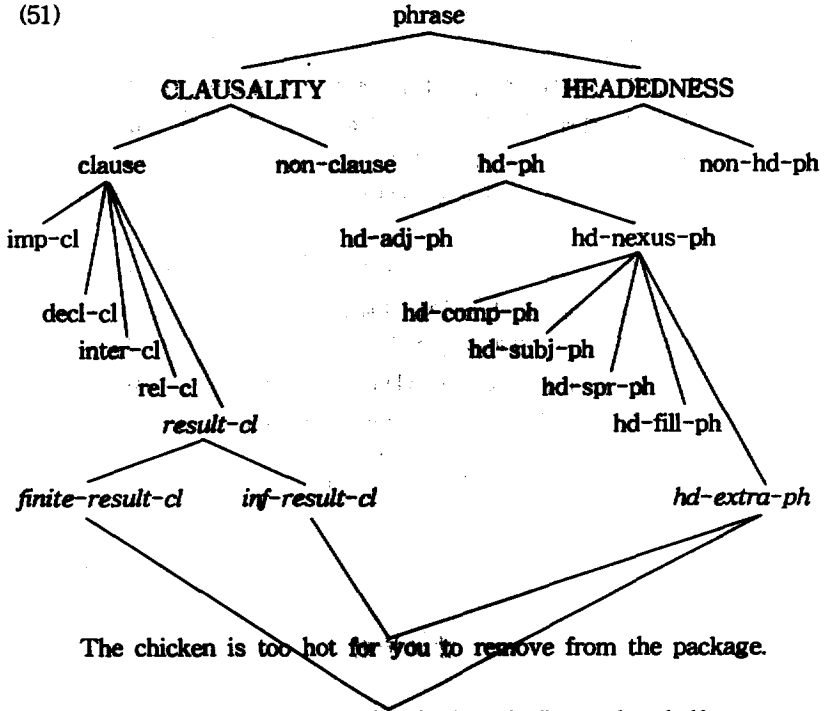 (51)
phrase
CLAUSALITY HEADEDNESS
clause non-clause hd-ph non-hd-ph
imp-cl hd-adj-ph hd-nexus-ph
decl-cl hd-comp-ph
inter-cl hd-subj-ph
rel-cl hd-spr-ph
result-cl hd-fill-ph
finite-result-cl inf-result-cl hd-extra-ph
The chicken is too hot for you to remove from the package.